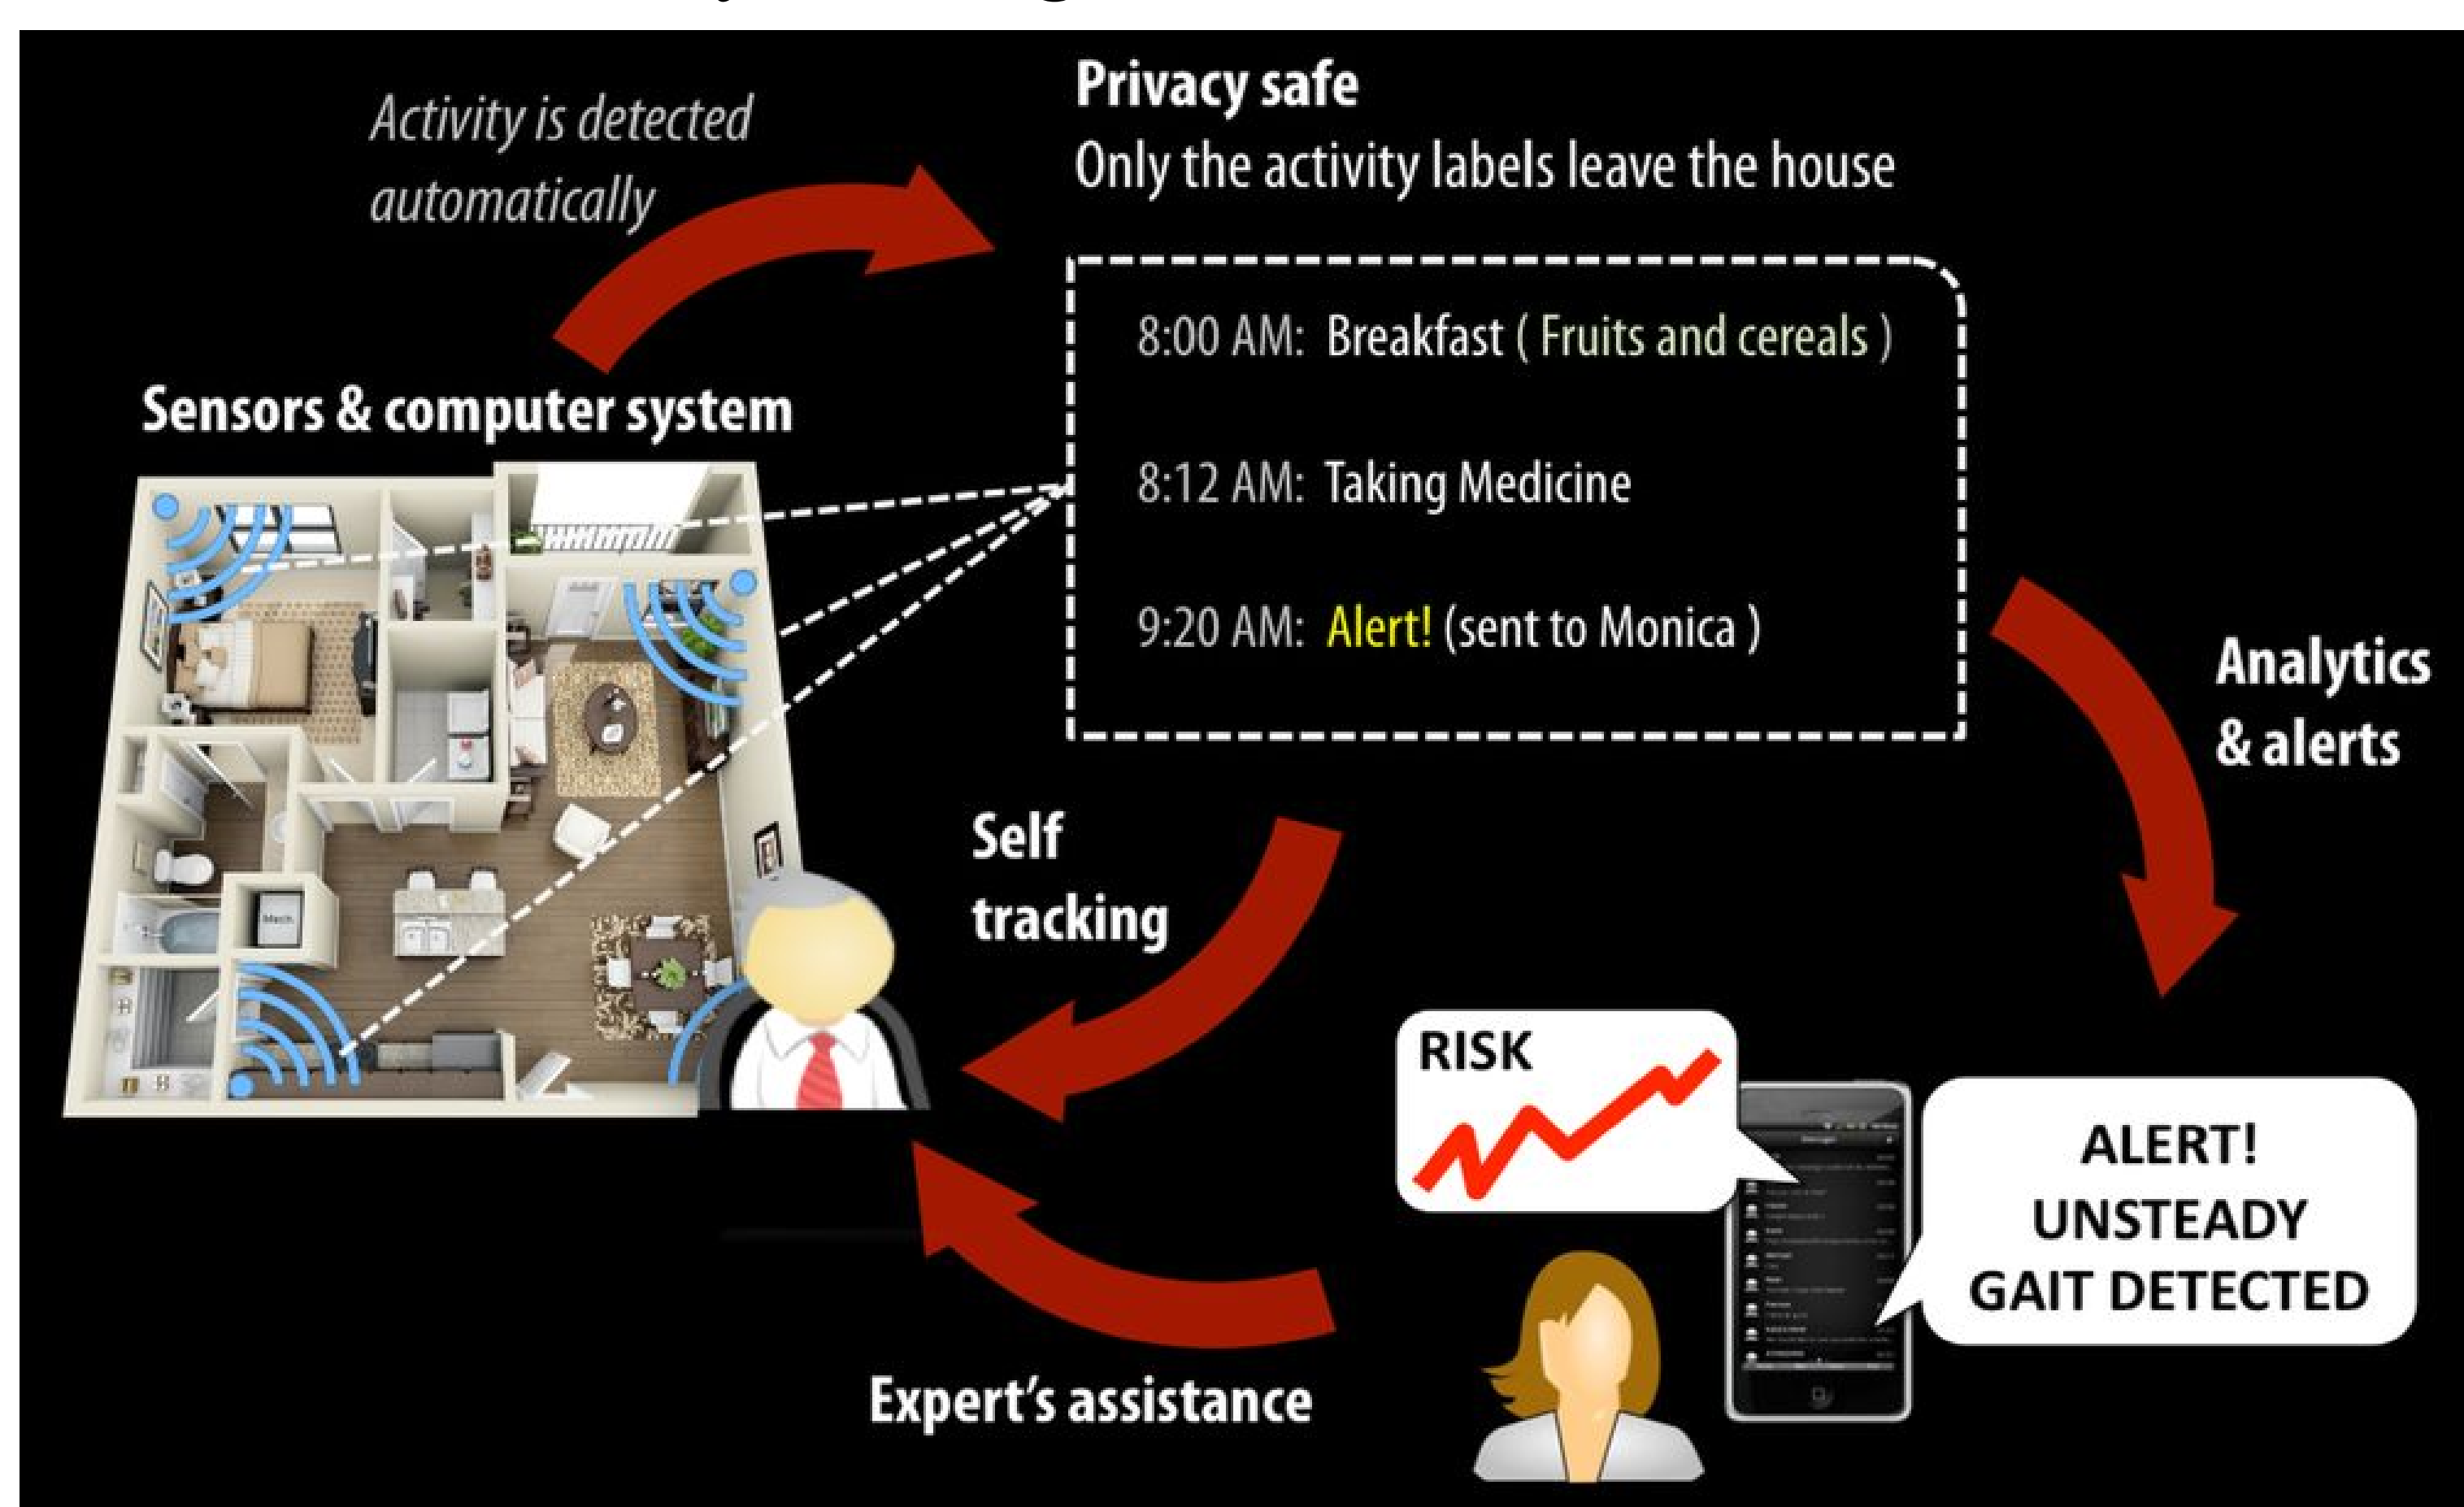 Activity is detected
automatically
Privacy safe
Only the activity labels leave the house
8:00 AM: Breakfast ( Fruits and cereals )
8:12 AM: Taking Medicine
9:20 AM: Alert! (sent to Monica )
Sensors & computer system
Mech.
Analytics
& alerts
Self
tracking
RISK
ALERT!
UNSTEADY
GAIT DETECTED
Expert's assistance